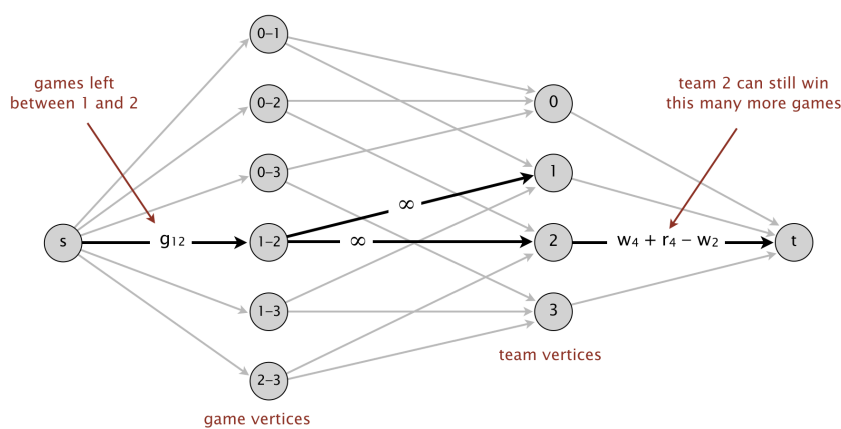 games left
between 1 and 2
team 2 can still win
this many more games
0–1
0–2
0–3
1–2
1–3
2–3
s
g12
∞
∞
0
1
2
3
w4 + r4 – w2
t
team vertices
game vertices